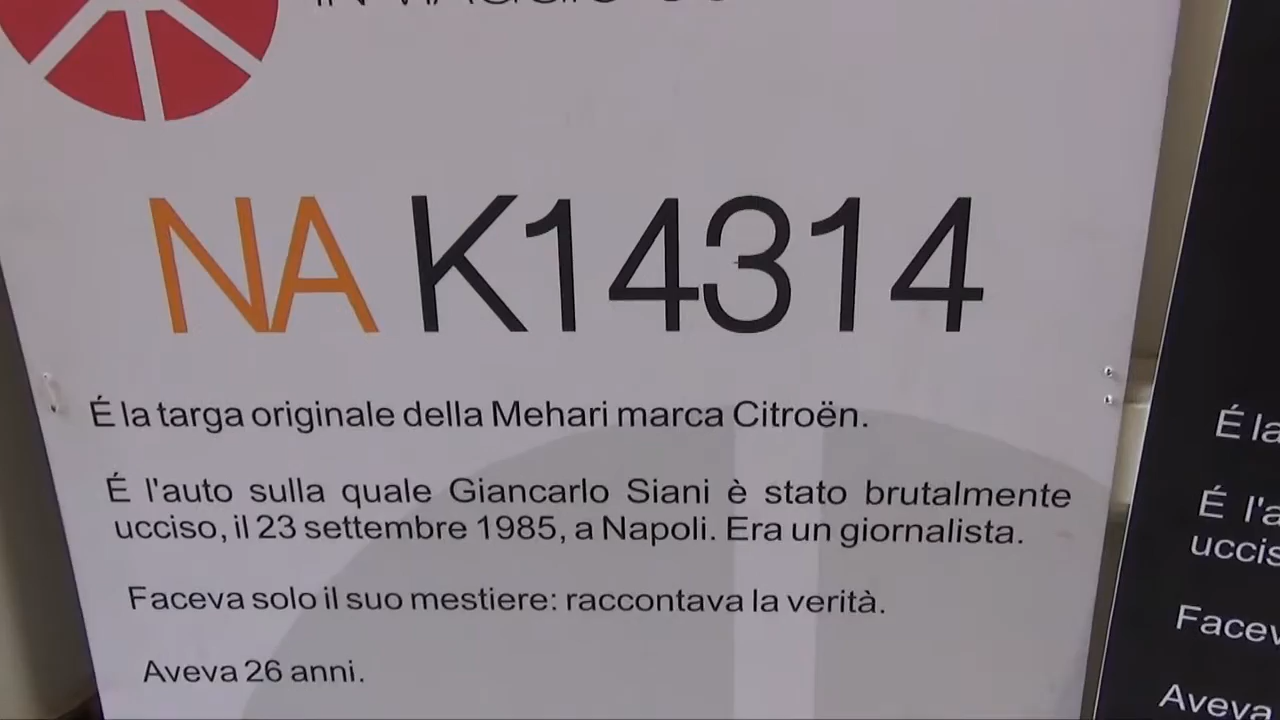 IN VIAGGIO
NA K14314
É la targa originale della Mehari marca Citroën.
É l'auto sulla quale Giancarlo Siani è stato brutalmente
ucciso, il 23 settembre 1985, a Napoli. Era un giornalista.
Faceva solo il suo mestiere: raccontava la verità.
Aveva 26 anni.
É la
É l'a
uccis
Facev
Aveva